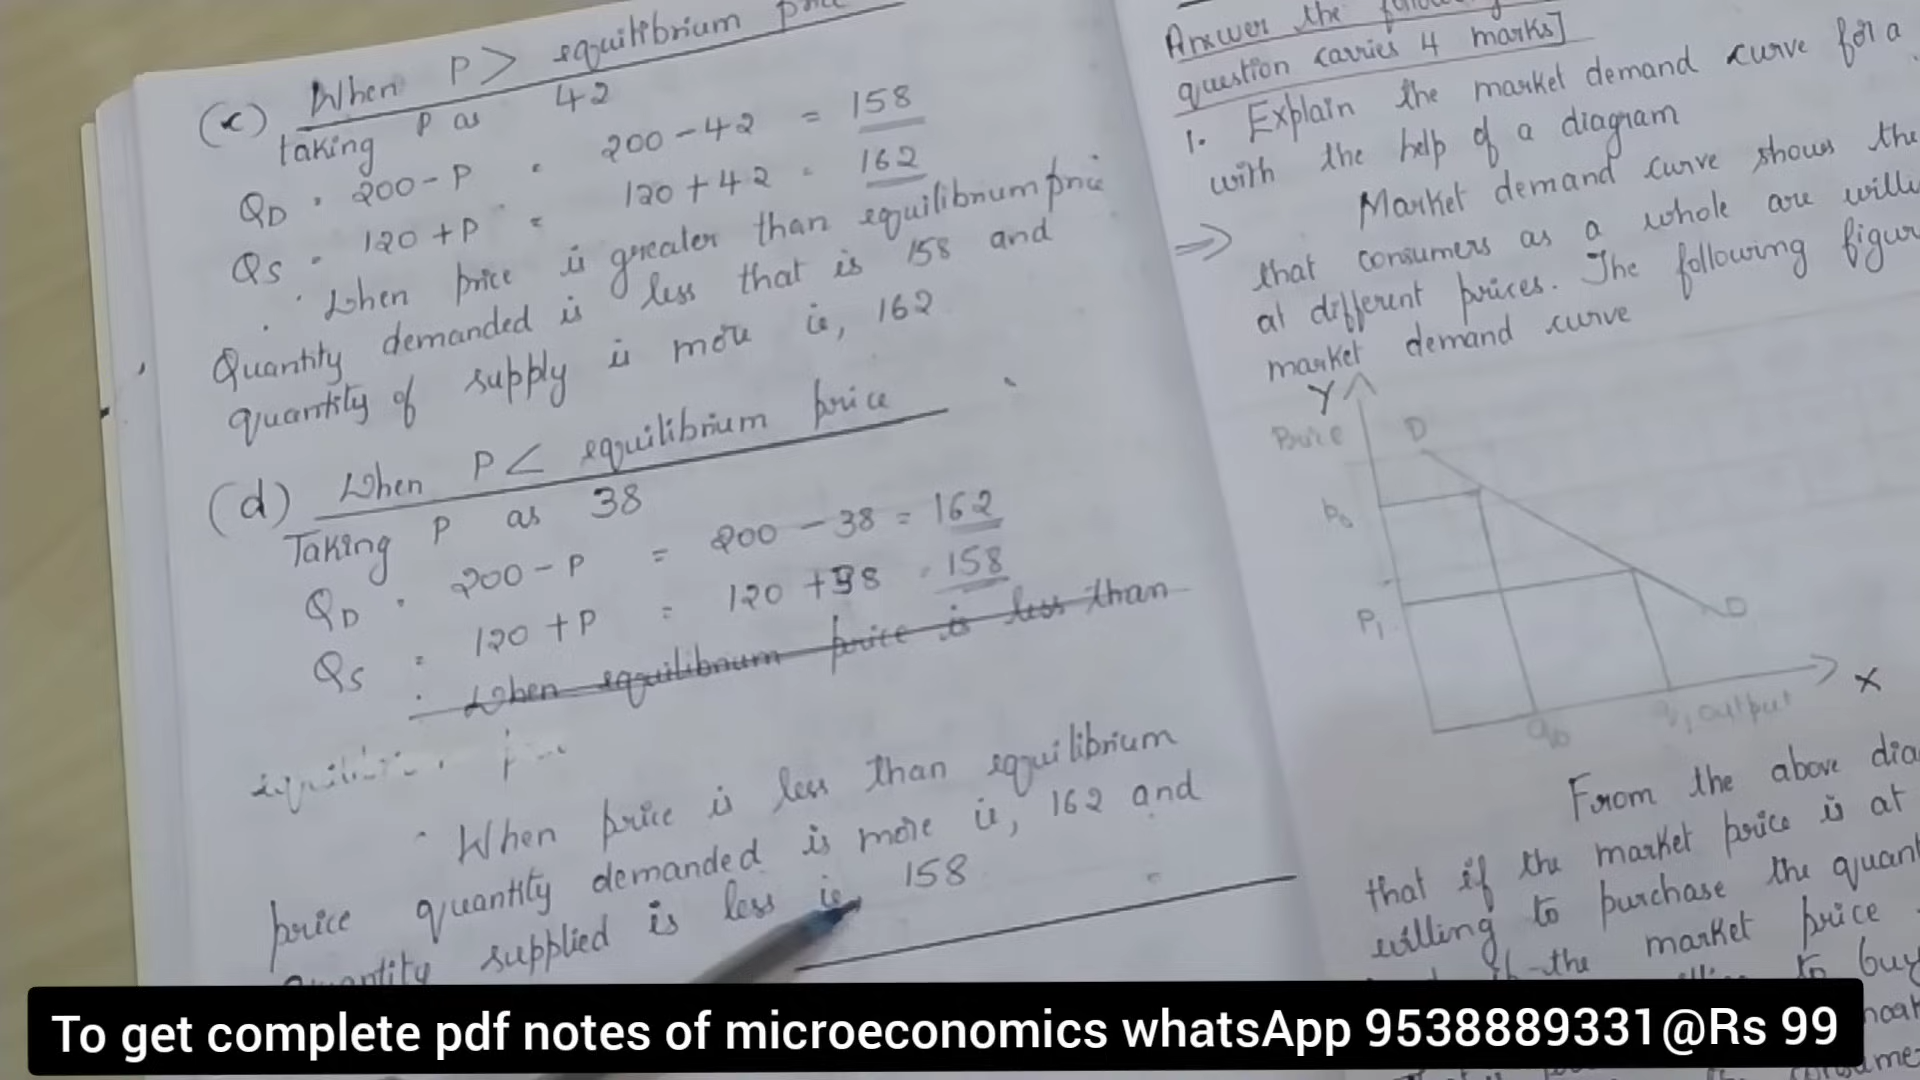 (c) When P > equilibrium price
taking P as 42
QD = 200 - P = 200 - 42 = 158
QS = 120 + P = 120 + 42 = 162
∴ When price is greater than equilibrium price
Quantity demanded is less that is 158 and
quantity of supply is more ie, 162
(d) When P < equilibrium price
Taking P as 38
QD = 200 - P = 200 - 38 = 162
QS = 120 + P = 120 + 38 = 158
∴ When equilibrium price is less than
∴ When price is less than equilibrium
price quantity demanded is more ie, 162 and
quantity supplied is less ie, 158
Answer the
question carries 4 marks]
1. Explain the market demand curve for a
with the help of a diagram
⇒ Market demand curve shows the
that consumers as a whole are
at different prices. The following
market demand curve
Y
Price D
P0
P1 D
q0 q1 output X
From the above
that if the market price is at
willing to purchase the
if the market price
to buy
To get complete pdf notes of microeconomics whatsApp 9538889331@Rs 99